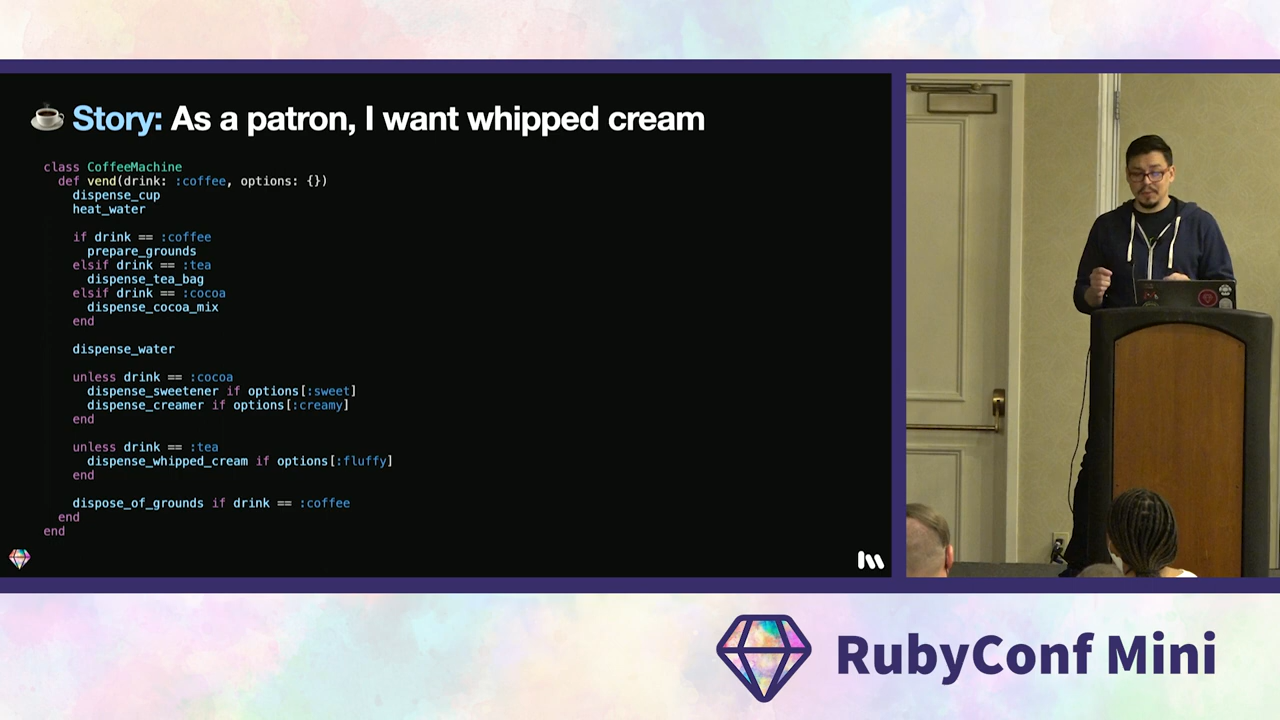 Story: As a patron, I want whipped cream
class CoffeeMachine
  def vend(drink: :coffee, options: {})
    dispense_cup
    heat_water

    if drink == :coffee
      prepare_grounds
    elsif drink == :tea
      dispense_tea_bag
    elsif drink == :cocoa
      dispense_cocoa_mix
    end

    dispense_water

    unless drink == :cocoa
      dispense_sweetener if options[:sweet]
      dispense_creamer if options[:creamy]
    end

    unless drink == :tea
      dispense_whipped_cream if options[:fluffy]
    end

    dispose_of_grounds if drink == :coffee
  end
end
RubyConf Mini